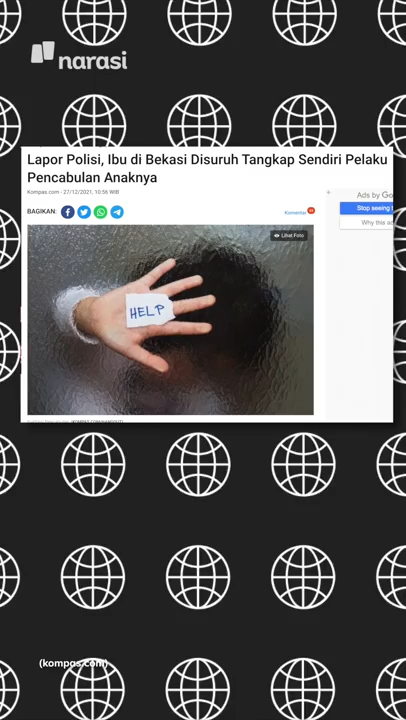 narasi
Lapor Polisi, Ibu di Bekasi Disuruh Tangkap Sendiri Pelaku
Pencabulan Anaknya
Kompas.com - 27/12/2021, 10:56 WIB
BAGIKAN:
Komentar
Ads by Go
Stop seeing
Why this ad
Lihat Foto
HELP
(kompas.com)